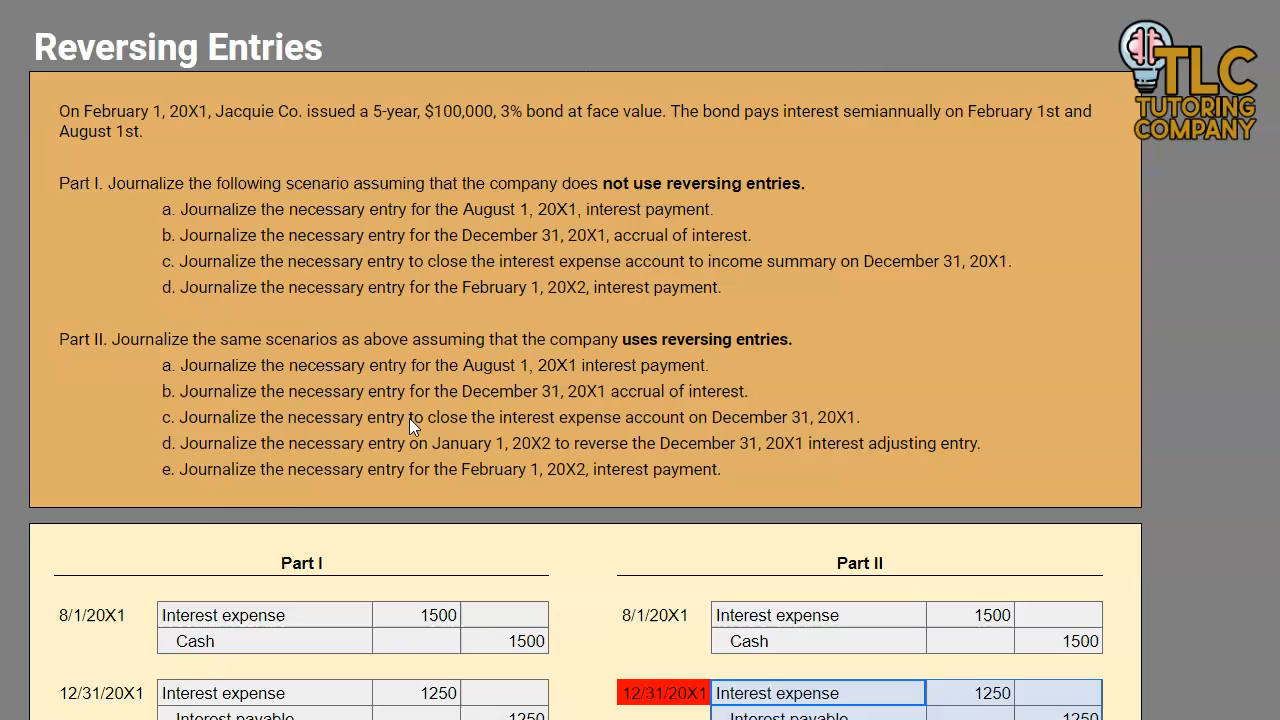 Reversing Entries
TLC
TUTORING
COMPANY
On February 1, 20X1, Jacquie Co. issued a 5-year, $100,000, 3% bond at face value. The bond pays interest semiannually on February 1st and
August 1st.
Part I. Journalize the following scenario assuming that the company does not use reversing entries.
a. Journalize the necessary entry for the August 1, 20X1, interest payment.
b. Journalize the necessary entry for the December 31, 20X1, accrual of interest.
c. Journalize the necessary entry to close the interest expense account to income summary on December 31, 20X1.
d. Journalize the necessary entry for the February 1, 20X2, interest payment.
Part II. Journalize the same scenarios as above assuming that the company uses reversing entries.
a. Journalize the necessary entry for the August 1, 20X1 interest payment.
b. Journalize the necessary entry for the December 31, 20X1 accrual of interest.
c. Journalize the necessary entry to close the interest expense account on December 31, 20X1.
d. Journalize the necessary entry on January 1, 20X2 to reverse the December 31, 20X1 interest adjusting entry.
e. Journalize the necessary entry for the February 1, 20X2, interest payment.
Part I
8/1/20X1 Interest expense 1500
Cash 1500
12/31/20X1 Interest expense 1250
Interest payable 1250
Part II
8/1/20X1 Interest expense 1500
Cash 1500
12/31/20X1 Interest expense 1250
Interest payable 1250